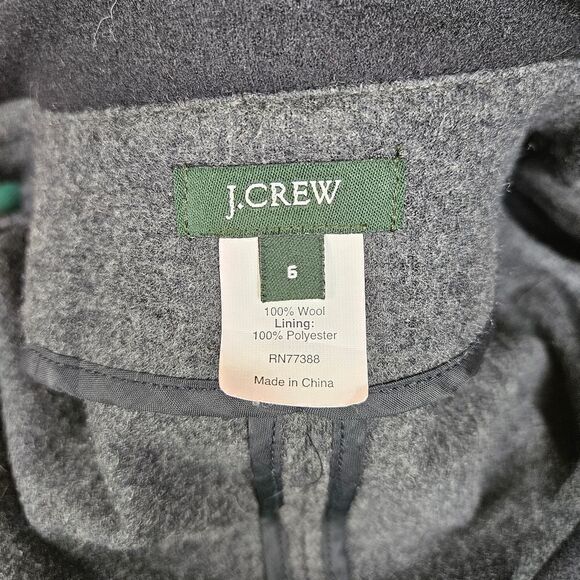 J.CREW
6
100% Wool
Lining:
100% Polyester
RN77388
Made in China